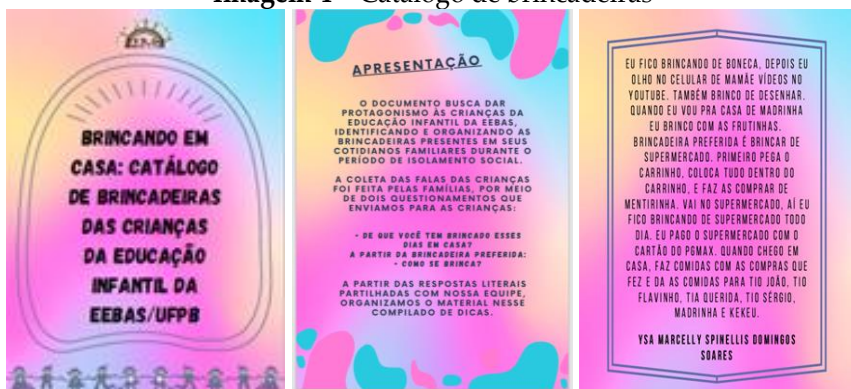 Imagem 1 – Catálogo de brincadeiras
BRINCANDO EM
CASA: CATÁLOGO
DE BRINCADEIRAS
DAS CRIANÇAS
DA EDUCAÇÃO
INFANTIL DA
EEBAS/UFPB
APRESENTAÇÃO
O DOCUMENTO BUSCA DAR
PROTAGONISMO ÀS CRIANÇAS DA
EDUCAÇÃO INFANTIL DA EEBAS,
IDENTIFICANDO E ORGANIZANDO AS
BRINCADEIRAS PRESENTES EM SEUS
COTIDIANOS FAMILIARES DURANTE O
PERÍODO DE ISOLAMENTO SOCIAL.
A COLETA DAS FALAS DAS CRIANÇAS
FOI FEITA PELAS FAMÍLIAS, POR MEIO
DE DOIS QUESTIONAMENTOS QUE
ENVIAMOS PARA AS CRIANÇAS:
- DE QUE VOCÊ TEM BRINCADO ESSES
DIAS EM CASA?
A PARTIR DA BRINCADEIRA PREFERIDA:
- COMO SE BRINCA?
A PARTIR DAS RESPOSTAS LITERAIS
PARTILHADAS COM NOSSA EQUIPE,
ORGANIZAMOS O MATERIAL NESSE
COMPILADO DE DICAS.
EU FICO BRINCANDO DE BONECA, DEPOIS EU
OLHO NO CELULAR DE MAMÃE VÍDEOS NO
YOUTUBE. TAMBÉM BRINCO DE DESENHAR.
QUANDO EU VOU PRA CASA DE MADRINHA
EU BRINCO COM AS FRUTINHAS.
BRINCADEIRA PREFERIDA É BRINCAR DE
SUPERMERCADO. PRIMEIRO PEGA O
CARRINHO, COLOCA TUDO DENTRO DO
CARRINHO, E FAZ AS COMPRAR DE
MENTIRINHA. VAI NO SUPERMERCADO, AÍ EU
FICO BRINCANDO DE SUPERMERCADO TODO
DIA. EU PAGO O SUPERMERCADO COM O
CARTÃO DO P6MAX. QUANDO CHEGO EM
CASA, FAZ COMIDAS COM AS COMPRAS QUE
FEZ E DA AS COMIDAS PARA TIO JOÃO, TIO
FLAVINHO, TIA QUERIDA, TIO SÉRGIO,
MADRINHA E KEKEU.
YSA MARCELLY SPINELLIS DOMINGOS
SOARES